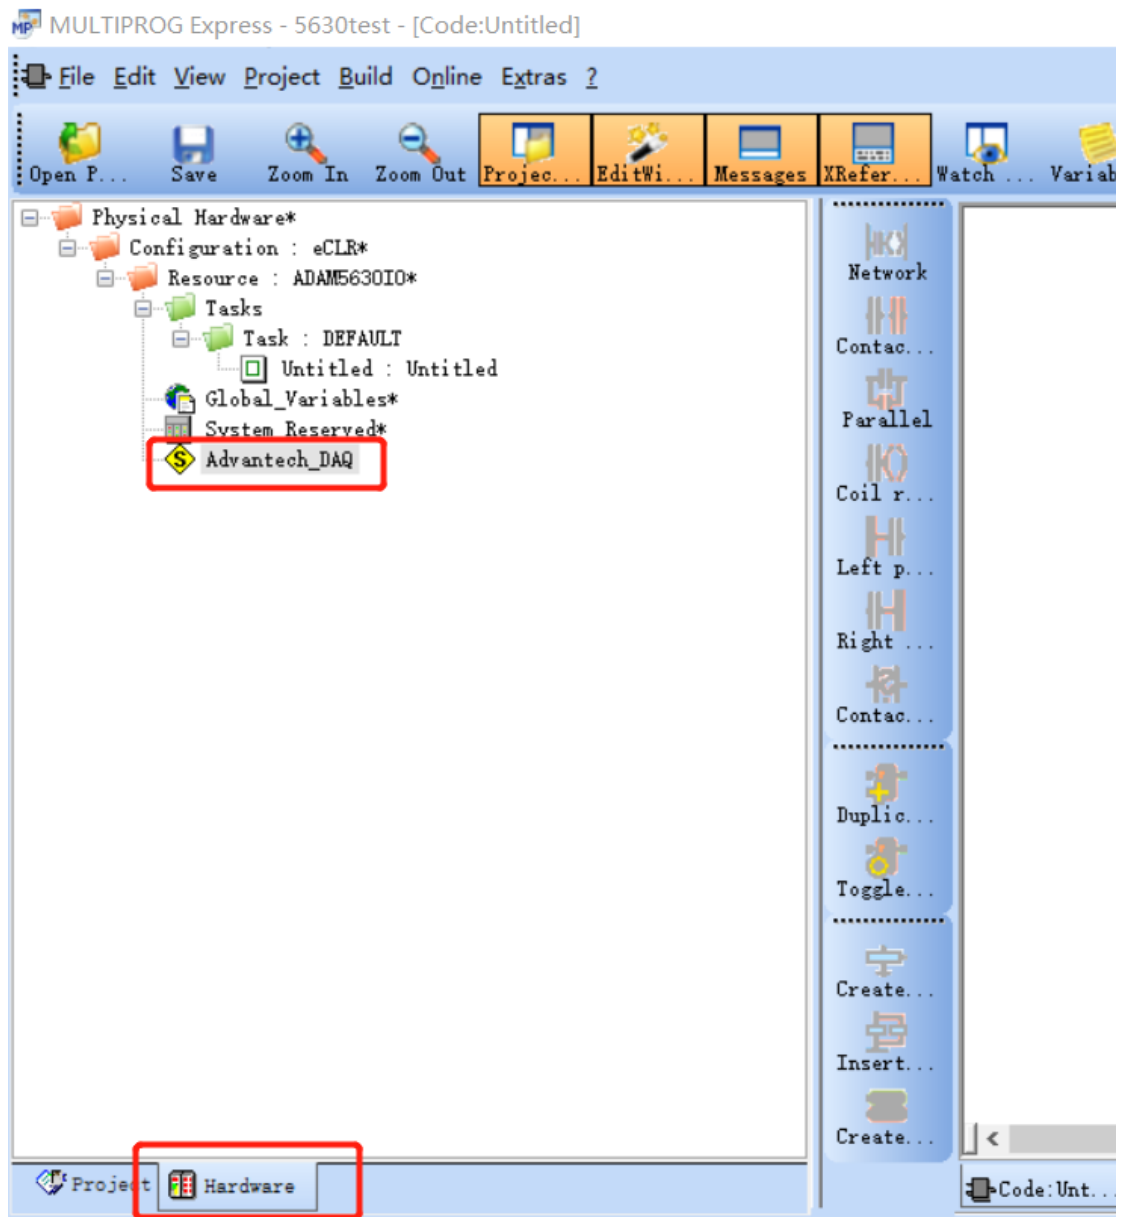 MULTIPROG Express - 5630test - [Code:Untitled]
File Edit View Project Build Online Extras ?
Open P... Save Zoom In Zoom Out Projec... EditWi... Messages XRefer... Watch ... Variab
Physical Hardware*
Configuration : eCLR*
Resource : ADAM5630IO*
Tasks
Task : DEFAULT
Untitled : Untitled
Global_Variables*
System Reserved*
Advantech_DAQ
Network
Contac...
Parallel
Coil r...
Left p...
Right ...
Contac...
Duplic...
Toggle...
Create...
Insert...
Create...
Project Hardware
Code:Unt...